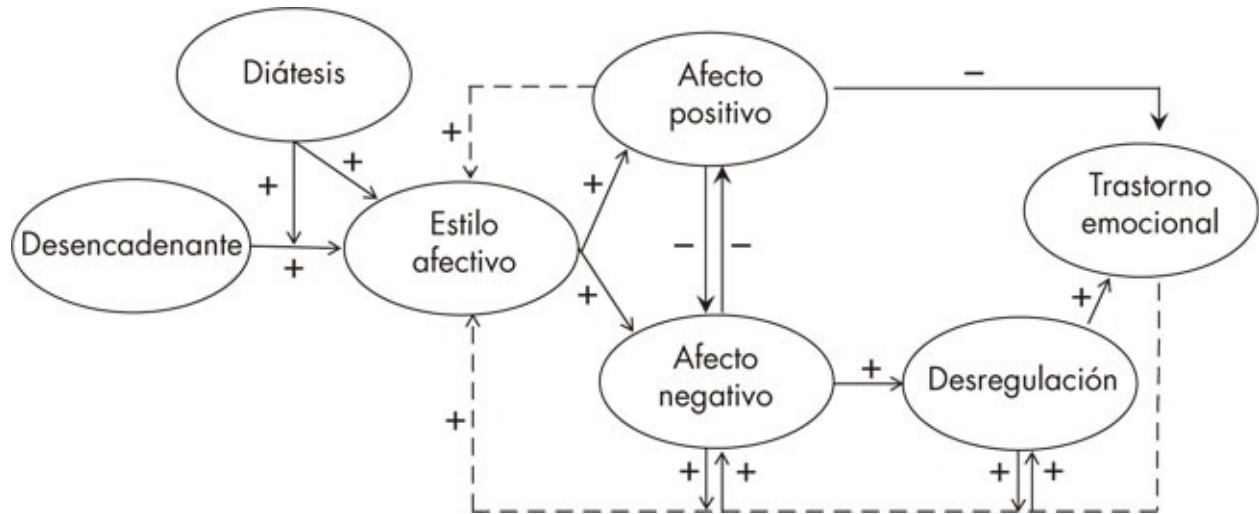 Diátesis
Afecto
positivo
–
+
+
+
+
Trastorno
emocional
Desencadenante
+
Estilo
afectivo
–
–
+
+
Afecto
negativo
+
Desregulación
+
+
+
+
+